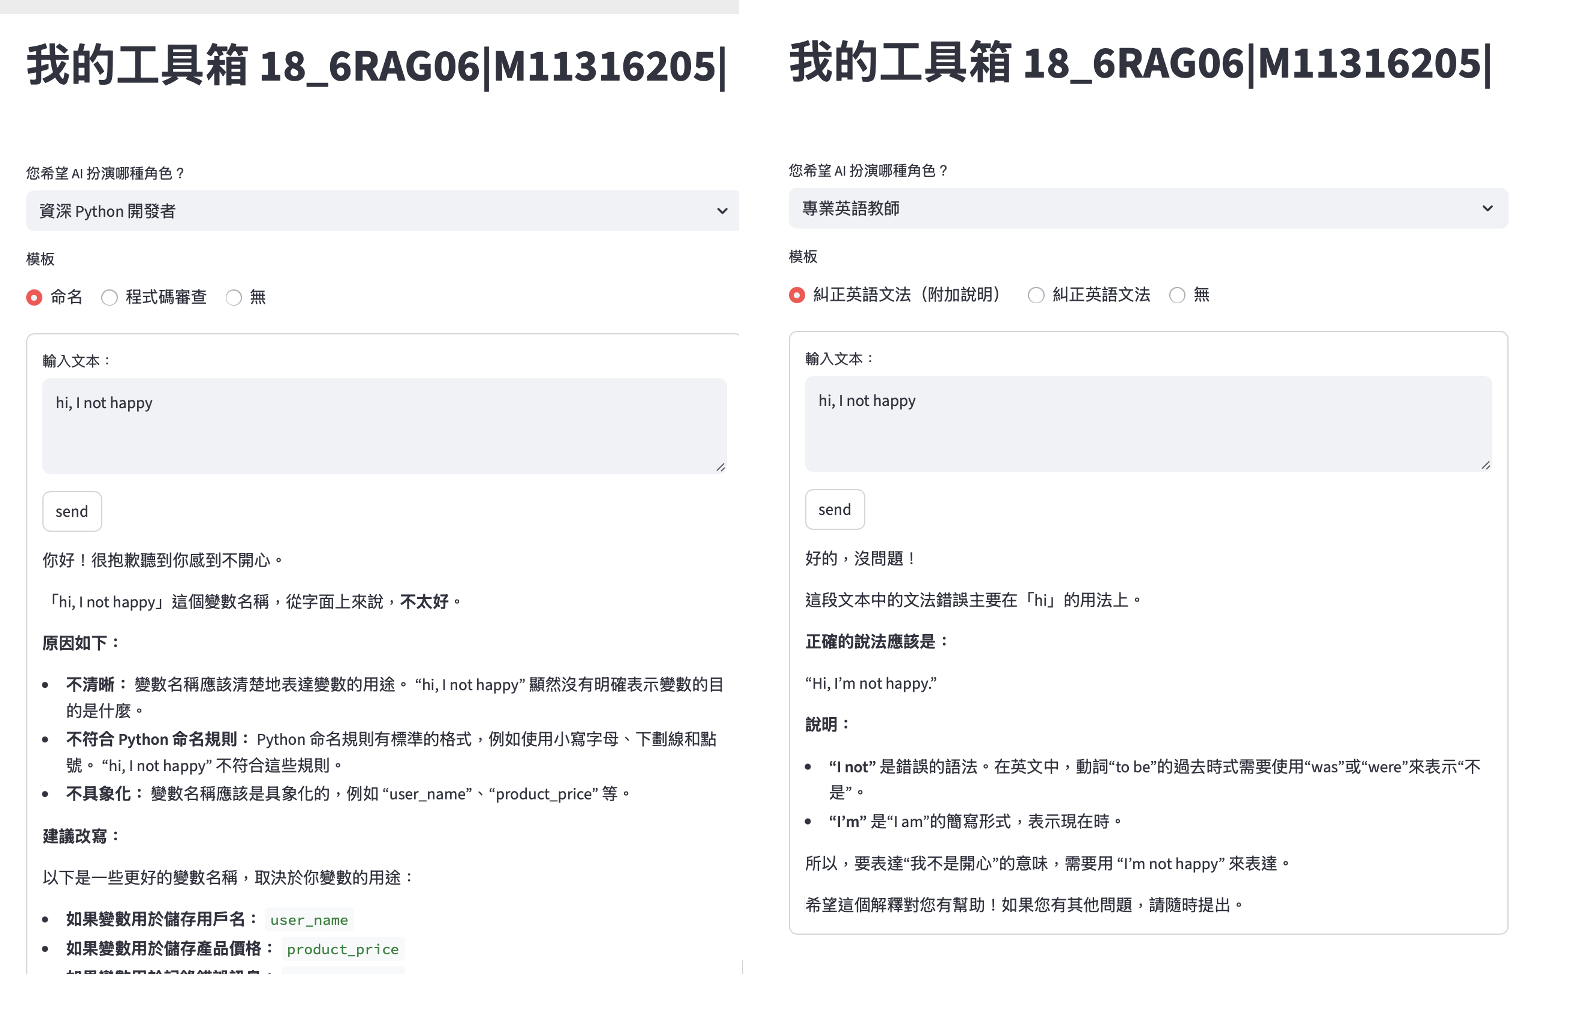 我的工具箱 18_6RAG06|M11316205|
您希望 AI 扮演哪種角色？
資深 Python 開發者
模板
命名 程式碼審查 無
輸入文本：
hi, I not happy
send
你好！很抱歉聽到你感到不開心。
「hi, I not happy」這個變數名稱，從字面上來說，不太好。
原因如下：
• 不清晰： 變數名稱應該清楚地表達變數的用途。 “hi, I not happy” 顯然沒有明確表示變數的目
的是什麼。
• 不符合 Python 命名規則： Python 命名規則有標準的格式，例如使用小寫字母、下劃線和點
號。 “hi, I not happy” 不符合這些規則。
• 不具象化： 變數名稱應該是具象化的，例如 “user_name”、“product_price” 等。
建議改寫：
以下是一些更好的變數名稱，取決於你變數的用途：
• 如果變數用於儲存用戶名： user_name
• 如果變數用於儲存產品價格： product_price
我的工具箱 18_6RAG06|M11316205|
您希望 AI 扮演哪種角色？
專業英語教師
模板
糾正英語文法（附加說明） 糾正英語文法 無
輸入文本：
hi, I not happy
send
好的，沒問題！
這段文本中的文法錯誤主要在「hi」的用法上。
正確的說法應該是：
“Hi, I’m not happy.”
說明：
• “I not” 是錯誤的語法。在英文中，動詞“to be”的過去時式需要使用“was”或“were”來表示“不
是”。
• “I’m” 是“I am”的簡寫形式，表示現在時。
所以，要表達“我不是開心”的意味，需要用 “I’m not happy” 來表達。
希望這個解釋對您有幫助！如果您有其他問題，請隨時提出。